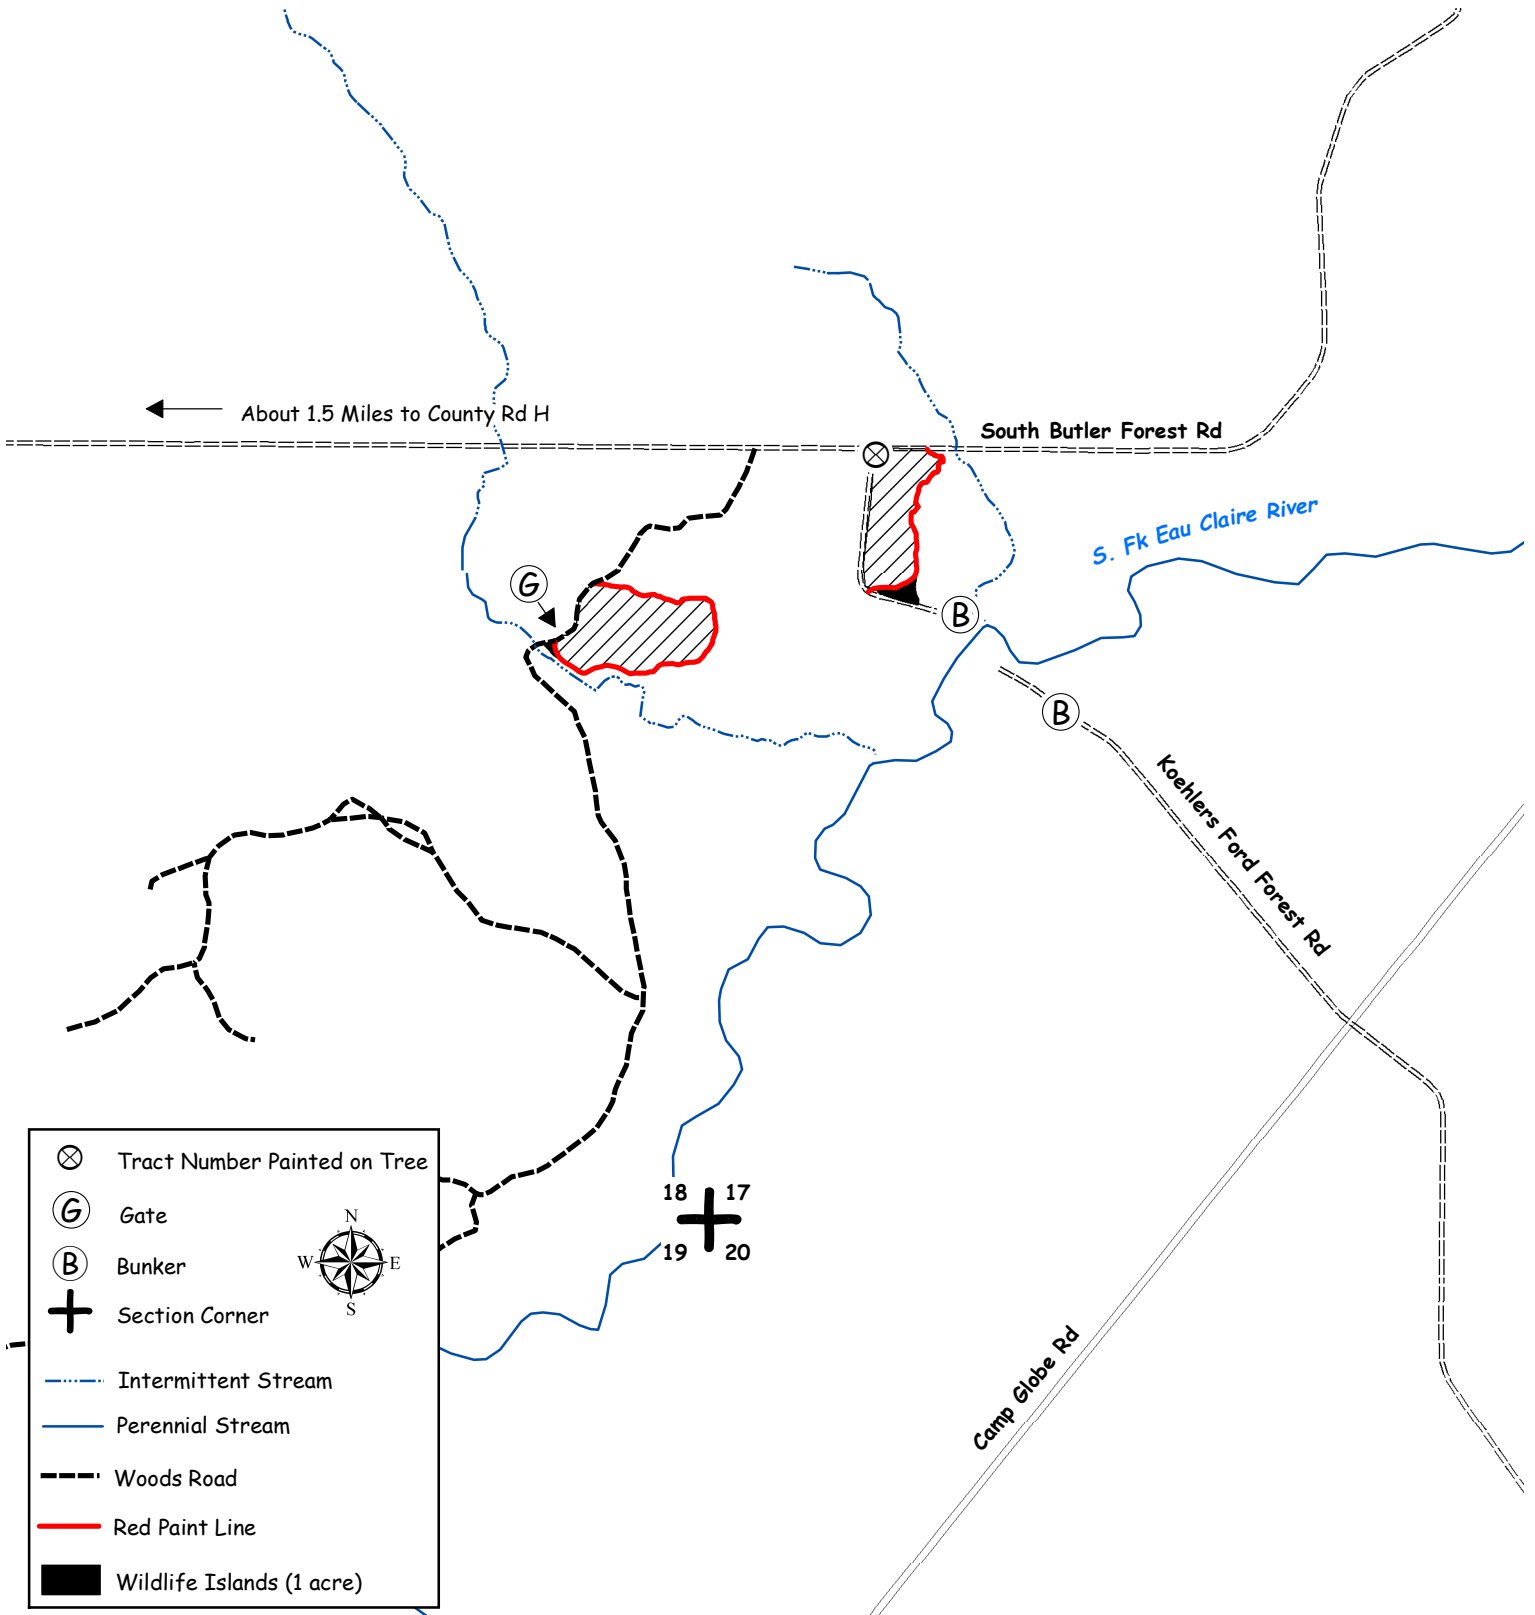 About 1.5 Miles to County Rd H
South Butler Forest Rd
S. Fk Eau Claire River
G
B
B
Koehlers Ford Forest Rd
18 17
19 20
Camp Globe Rd
Tract Number Painted on Tree
G Gate
B Bunker
Section Corner
N
W E
S
Intermittent Stream
Perennial Stream
Woods Road
Red Paint Line
Wildlife Islands (1 acre)